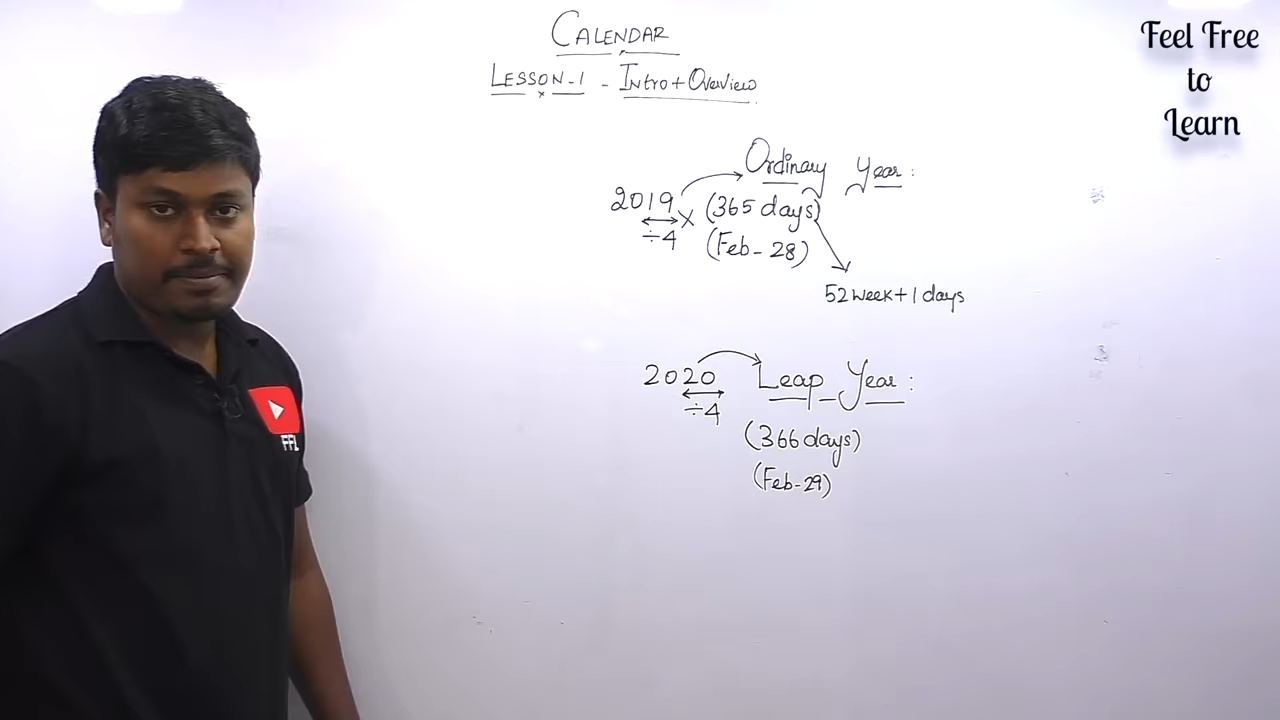 CALENDAR
LESSON-1 - Intro+Overview
Feel Free
to
Learn
Ordinary Year:
2019 (365 days)
÷4 × (Feb-28)
52 week+1 days
2020 Leap Year:
÷4
(366 days)
(Feb-29)
FFL